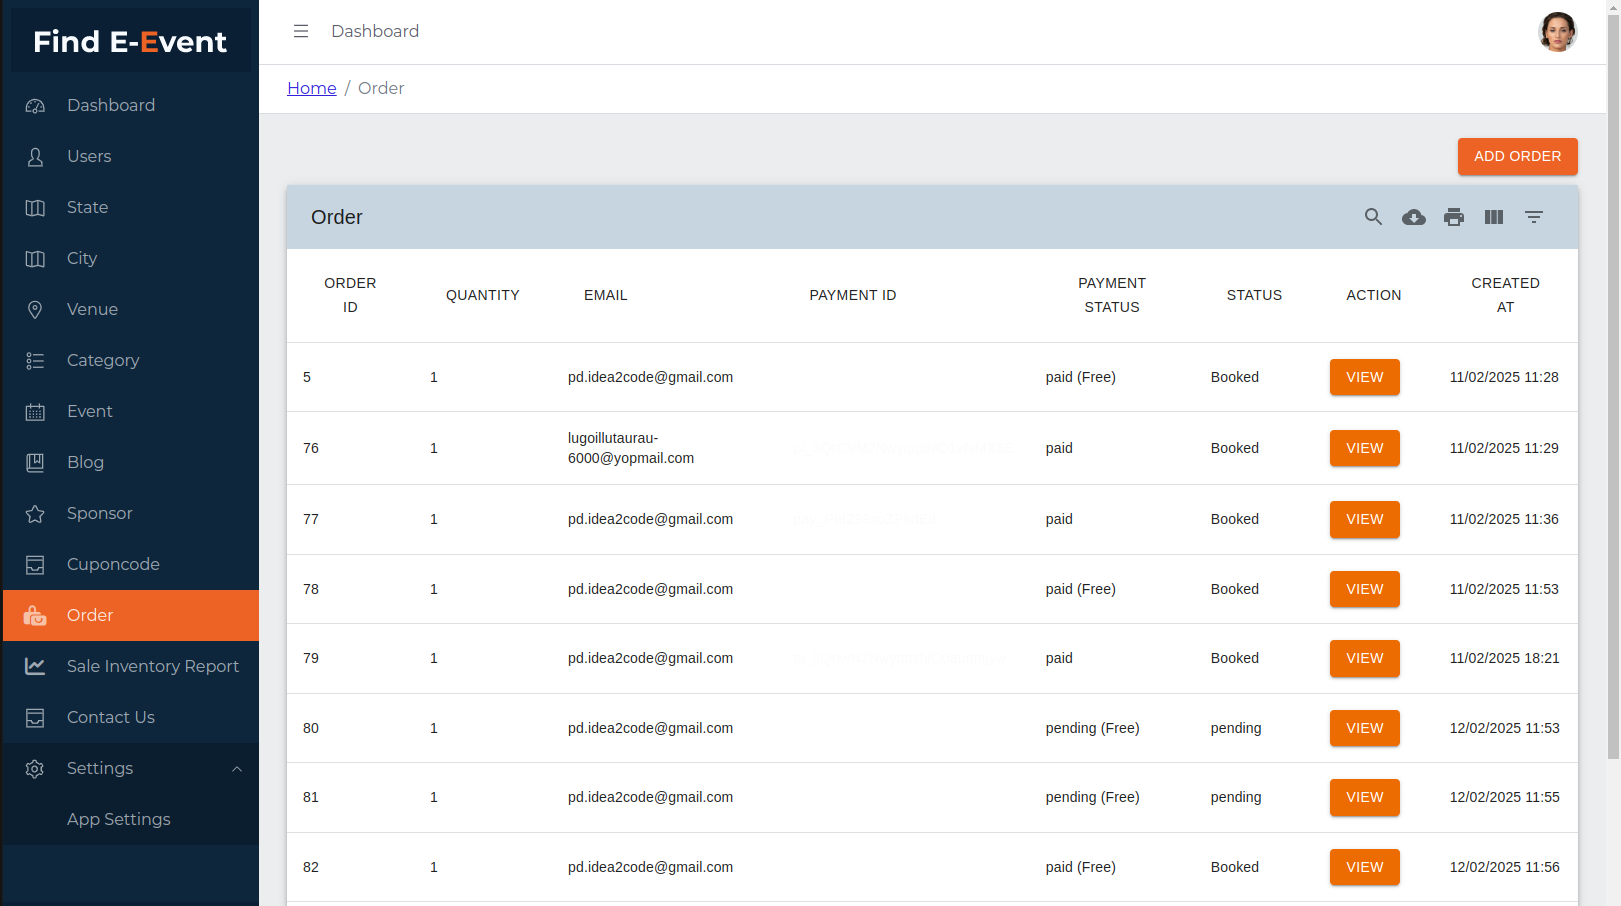 Find E-Event
Dashboard
Users
State
City
Venue
Category
Event
Blog
Sponsor
Cuponcode
Order
Sale Inventory Report
Contact Us
Settings
App Settings
Dashboard
Home / Order
ADD ORDER
Order
ORDER ID QUANTITY EMAIL PAYMENT ID PAYMENT STATUS STATUS ACTION CREATED AT
5 1 pd.idea2code@gmail.com paid (Free) Booked VIEW 11/02/2025 11:28
76 1 lugoillutaurau-6000@yopmail.com paid Booked VIEW 11/02/2025 11:29
77 1 pd.idea2code@gmail.com paid Booked VIEW 11/02/2025 11:36
78 1 pd.idea2code@gmail.com paid (Free) Booked VIEW 11/02/2025 11:53
79 1 pd.idea2code@gmail.com paid Booked VIEW 11/02/2025 18:21
80 1 pd.idea2code@gmail.com pending (Free) pending VIEW 12/02/2025 11:53
81 1 pd.idea2code@gmail.com pending (Free) pending VIEW 12/02/2025 11:55
82 1 pd.idea2code@gmail.com paid (Free) Booked VIEW 12/02/2025 11:56